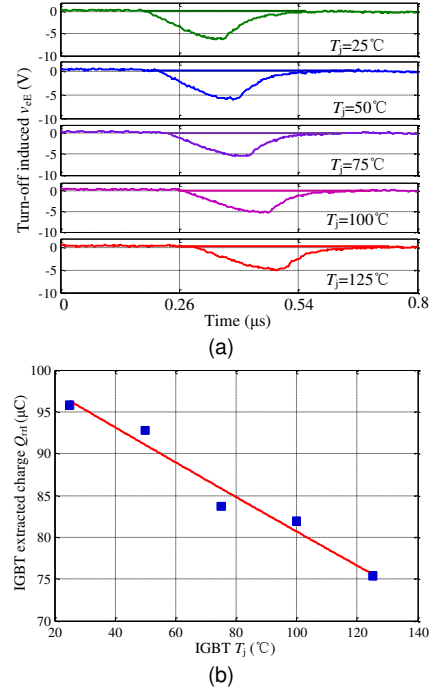 0
-5
-10
Tj=25℃
0
-5
-10
Tj=50℃
0
-5
-10
Tj=75℃
0
-5
-10
Tj=100℃
0
-5
-10
Tj=125℃
Turn-off induced veE (V)
0 0.26 0.54 0.8
Time (μs)
(a)
100
95
90
85
80
75
70
IGBT extracted charge Qrrl (μC)
20 40 60 80 100 120 140
IGBT Tj (℃)
(b)